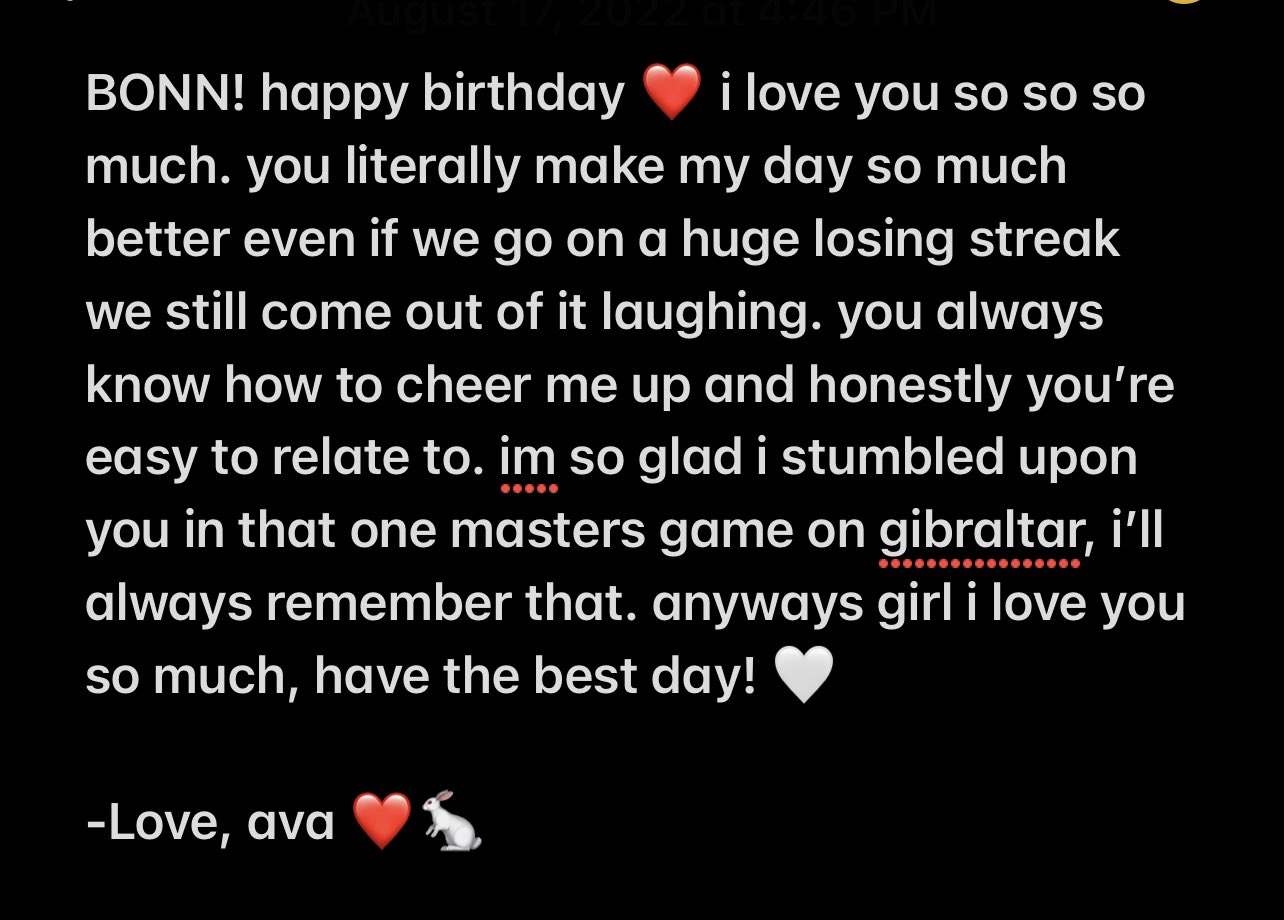 August 17, 2022 at 4:46 PM
BONN! happy birthday ❤️ i love you so so so
much. you literally make my day so much
better even if we go on a huge losing streak
we still come out of it laughing. you always
know how to cheer me up and honestly you’re
easy to relate to. im so glad i stumbled upon
you in that one masters game on gibraltar, i’ll
always remember that. anyways girl i love you
so much, have the best day! 🤍
-Love, ava ❤️🐇